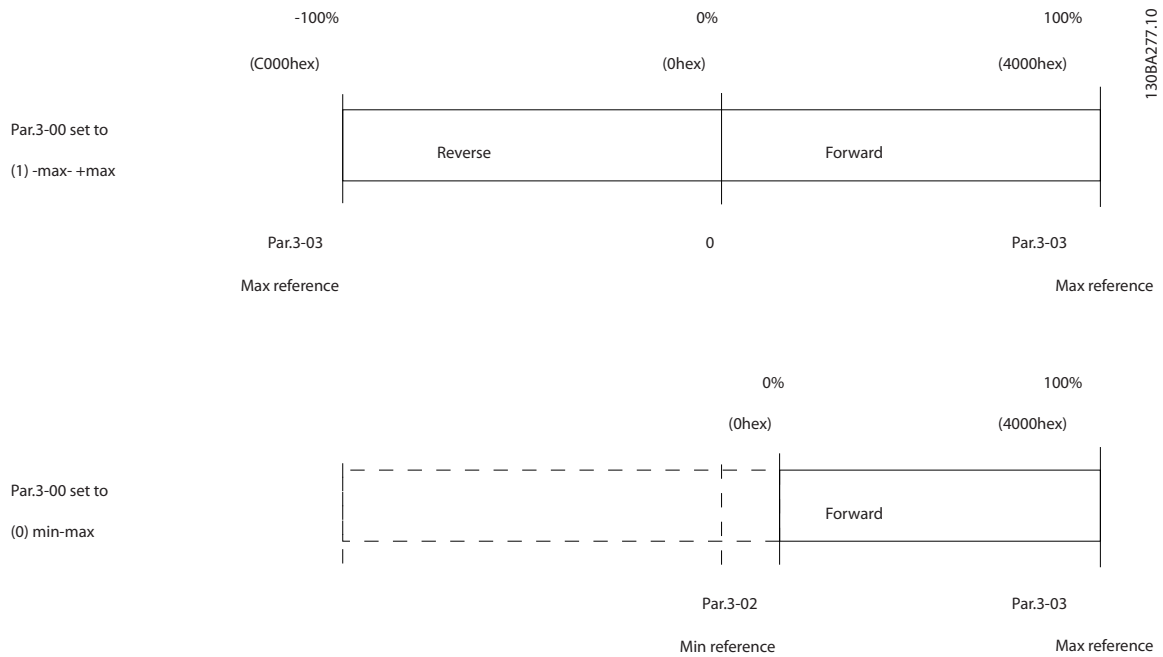 -100% 0% 100%
(C000hex) (0hex) (4000hex)
130BA277.10
Par.3-00 set to
(1) -max- +max
Reverse Forward
Par.3-03 0 Par.3-03
Max reference Max reference
0% 100%
(0hex) (4000hex)
Par.3-00 set to
(0) min-max
Forward
Par.3-02 Par.3-03
Min reference Max reference